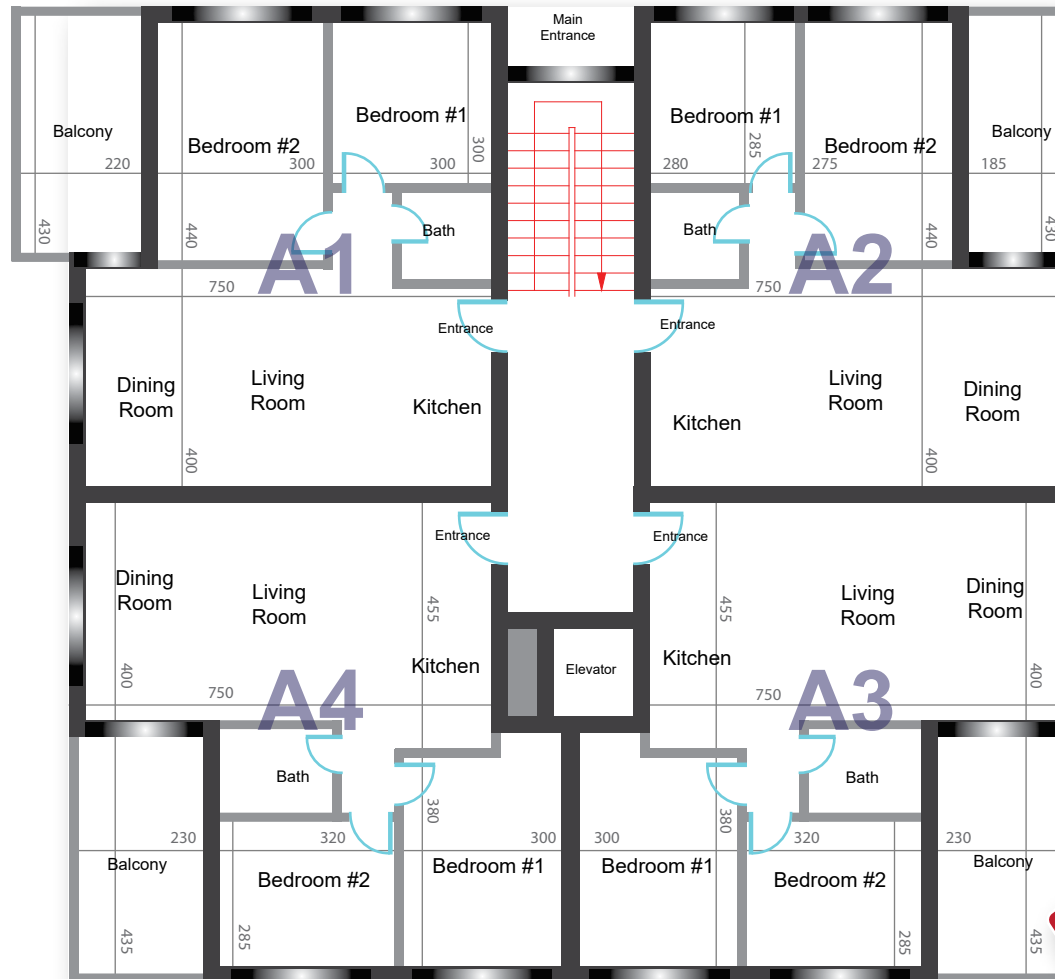 Main
Entrance
Bedroom #1
Bedroom #2
Balcony
220
300
300
300
430
440
Bath
A1
750
Entrance
Dining
Room
Living
Room
Kitchen
400
Bedroom #1
Bedroom #2
Balcony
280
285
275
185
430
440
Bath
A2
750
Entrance
Living
Room
Dining
Room
Kitchen
400
Entrance
Dining
Room
Living
Room
455
Kitchen
400
750
A4
Bath
380
230
320
300
Balcony
Bedroom #2
Bedroom #1
435
285
Elevator
Entrance
455
Living
Room
Dining
Room
Kitchen
400
750
A3
Bath
380
300
320
230
Bedroom #1
Bedroom #2
Balcony
285
435